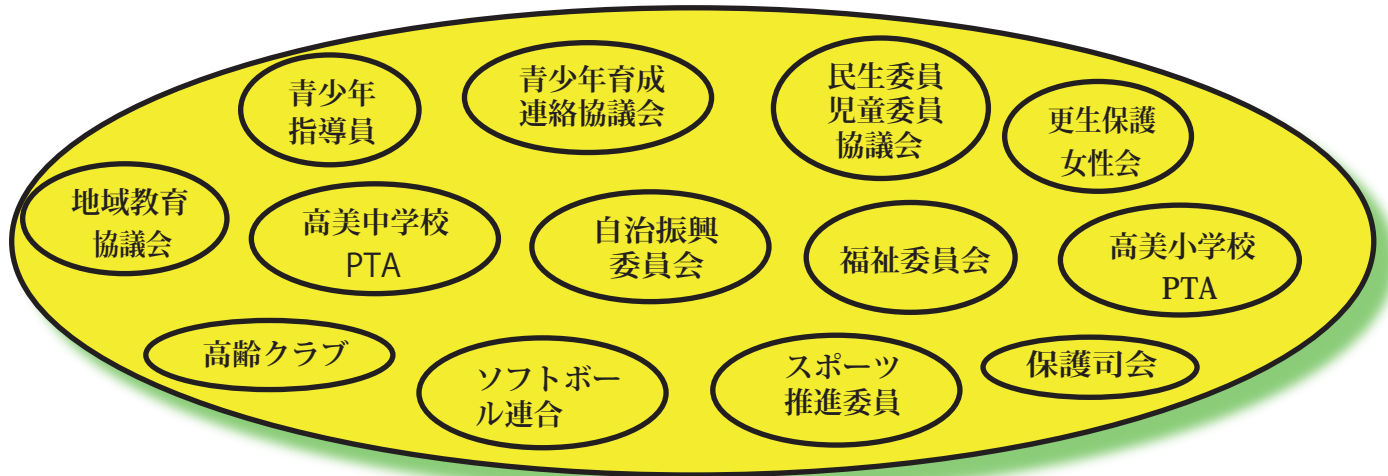 青少年
指導員
青少年育成
連絡協議会
民生委員
児童委員
協議会
更生保護
女性会
地域教育
協議会
高美中学校
PTA
自治振興
委員会
福祉委員会
高美小学校
PTA
高齢クラブ
ソフトボー
ル連合
スポーツ
推進委員
保護司会